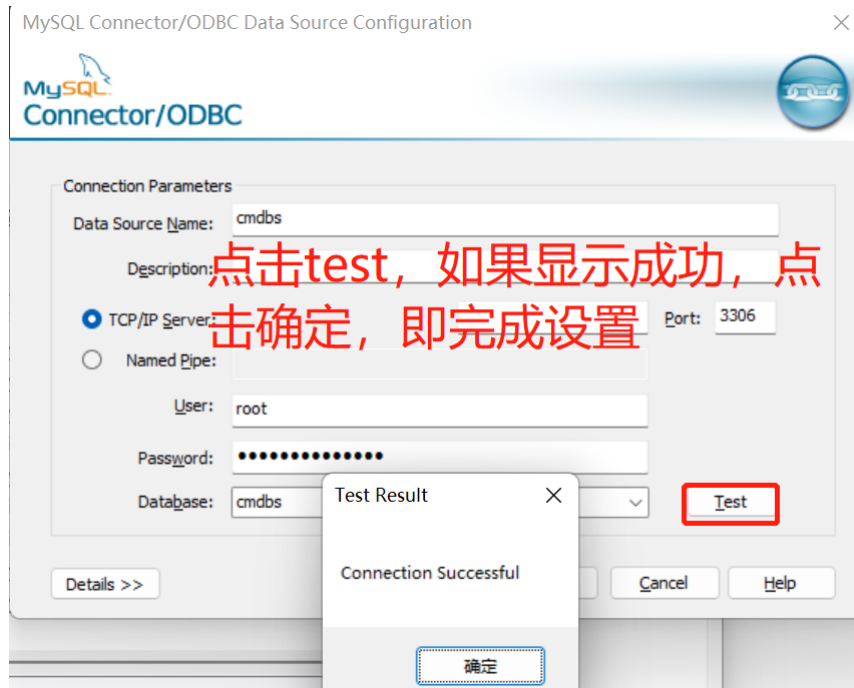 MySQL Connector/ODBC Data Source Configuration
MySQL
Connector/ODBC
Connection Parameters
Data Source Name: cmdbs
Description:
点击test，如果显示成功，点
击确定，即完成设置
TCP/IP Server: Port: 3306
Named Pipe:
User: root
Password: ••••••••••••••
Database: cmdbs Test
Test Result
Connection Successful
Details >> Cancel Help
确定